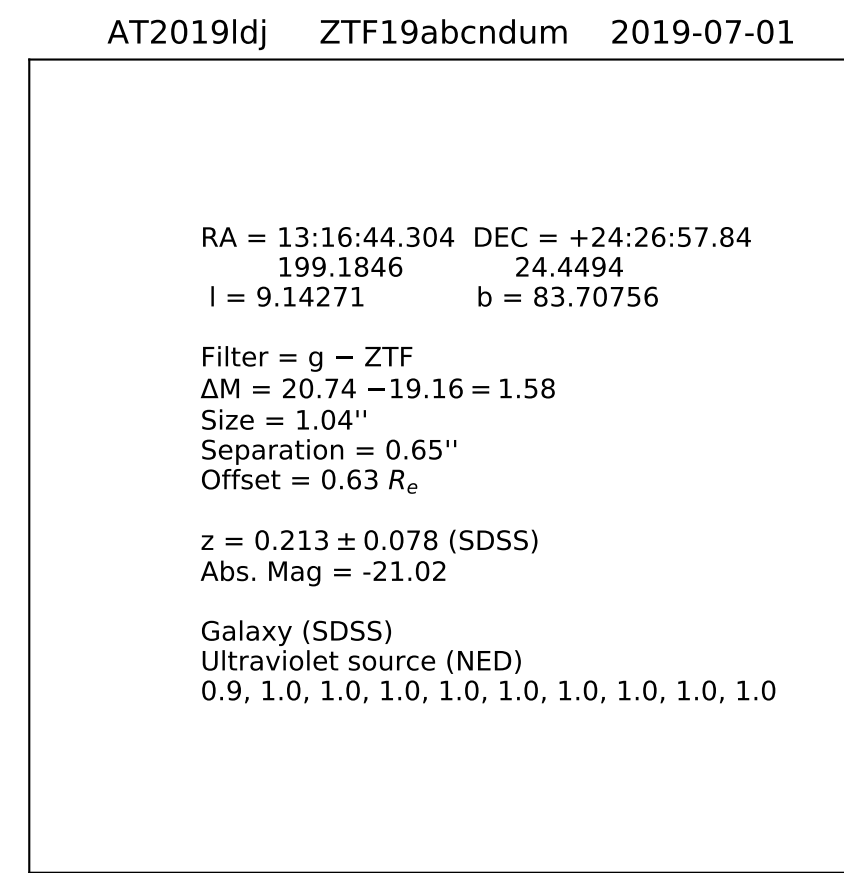 AT2019ldj ZTF19abcndum 2019-07-01
RA = 13:16:44.304 DEC = +24:26:57.84
199.1846 24.4494
l = 9.14271 b = 83.70756
Filter = g − ZTF
ΔM = 20.74 −19.16 = 1.58
Size = 1.04''
Separation = 0.65''
Offset = 0.63 Re
z = 0.213 ± 0.078 (SDSS)
Abs. Mag = -21.02
Galaxy (SDSS)
Ultraviolet source (NED)
0.9, 1.0, 1.0, 1.0, 1.0, 1.0, 1.0, 1.0, 1.0, 1.0